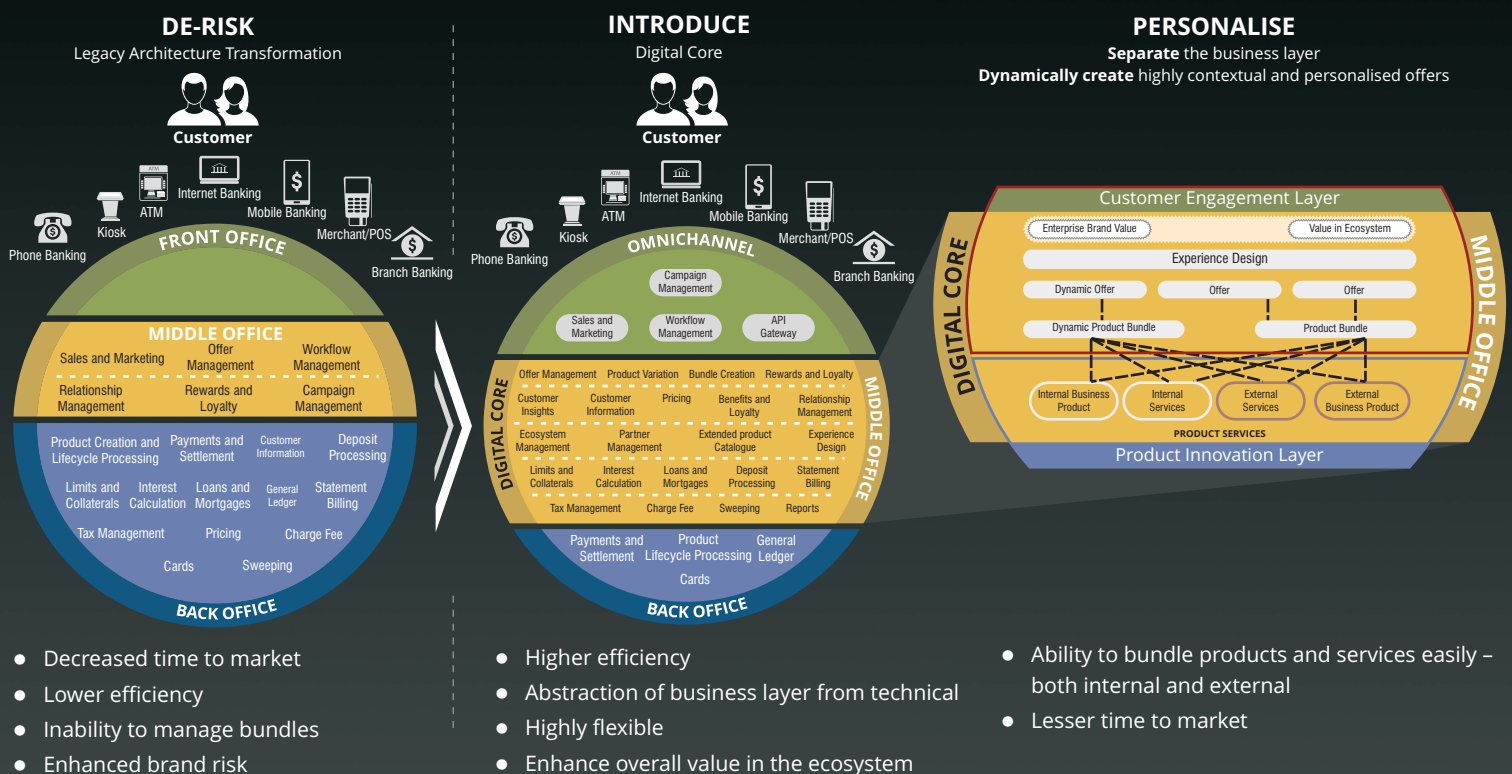 DE-RISK
Legacy Architecture Transformation
Customer
ATM
Internet Banking
Mobile Banking
ATM
Kiosk
Merchant/POS
Phone Banking
Branch Banking
FRONT OFFICE
MIDDLE OFFICE
Sales and Marketing
Offer
Management
Workflow
Management
Relationship
Management
Rewards and
Loyalty
Campaign
Management
Product Creation and
Lifecycle Processing
Payments and
Settlement
Customer
Information
Deposit
Processing
Limits and
Collaterals
Interest
Calculation
Loans and
Mortgages
General
Ledger
Statement
Billing
Tax Management
Pricing
Charge Fee
Cards
Sweeping
BACK OFFICE
● Decreased time to market
● Lower efficiency
● Inability to manage bundles
● Enhanced brand risk
INTRODUCE
Digital Core
Customer
ATM
Internet Banking
Mobile Banking
ATM
Kiosk
Merchant/POS
Phone Banking
Branch Banking
OMNICHANNEL
Campaign
Management
Sales and
Marketing
Workflow
Management
API
Gateway
DIGITAL CORE
MIDDLE OFFICE
Offer Management
Product Variation
Bundle Creation
Rewards and Loyalty
Customer
Insights
Customer
Information
Pricing
Benefits and
Loyalty
Relationship
Management
Ecosystem
Management
Partner
Management
Extended product
Catalogue
Experience
Design
Limits and
Collaterals
Interest
Calculation
Loans and
Mortgages
Deposit
Processing
Statement
Billing
Tax Management
Charge Fee
Sweeping
Reports
Payments and
Settlement
Product
Lifecycle Processing
General
Ledger
Cards
BACK OFFICE
● Higher efficiency
● Abstraction of business layer from technical
● Highly flexible
● Enhance overall value in the ecosystem
PERSONALISE
Separate the business layer
Dynamically create highly contextual and personalised offers
Customer Engagement Layer
DIGITAL CORE
MIDDLE OFFICE
Enterprise Brand Value
Value in Ecosystem
Experience Design
Dynamic Offer
Offer
Offer
Dynamic Product Bundle
Product Bundle
Internal Business
Product
Internal
Services
External
Services
External
Business Product
PRODUCT SERVICES
Product Innovation Layer
● Ability to bundle products and services easily –
both internal and external
● Lesser time to market